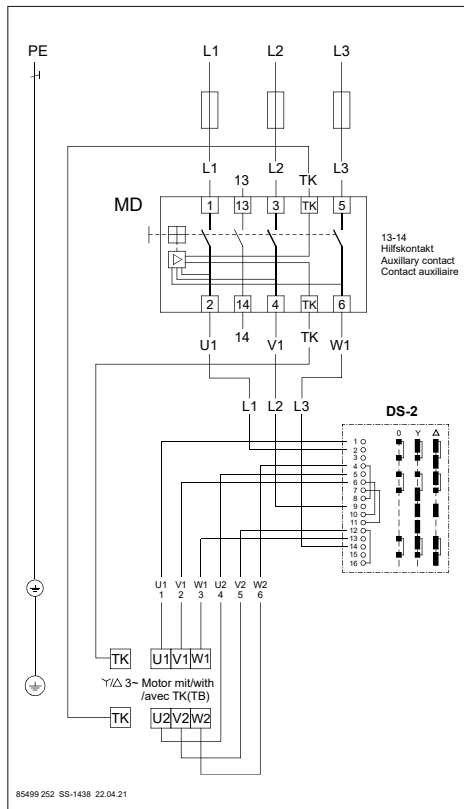 PE L1 L2 L3
L1 13 L2 TK L3
MD
1 13 3 TK 5
13-14
Hilfskontakt
Auxillary contact
Contact auxiliaire
2 14 4 TK 6
U1 14 V1 TK W1
L1 L2 L3
DS-2
0 Y Δ
1
2
3
4
5
6
7
8
9
10
11
12
13
14
15
16
U1 V1 W1 U2 V2 W2
1 2 3 4 5 6
TK U1 V1 W1
Y/Δ 3~ Motor mit/with
/avec TK(TB)
TK U2 V2 W2
85499 252 SS-1438 22.04.21